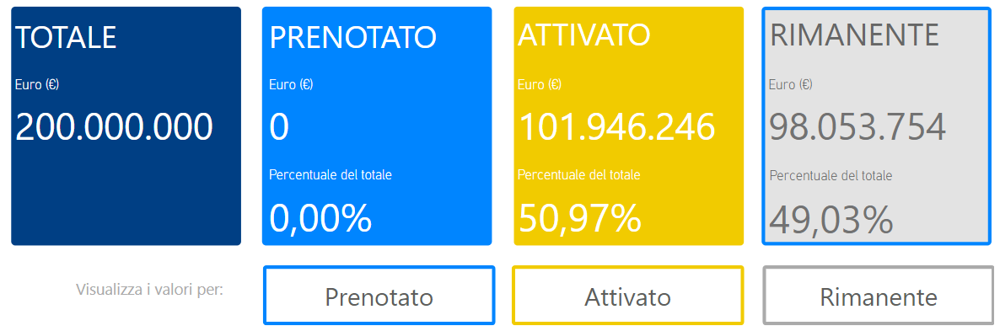 TOTALE
Euro (€)
200.000.000
PRENOTATO
Euro (€)
0
Percentuale del totale
0,00%
ATTIVATO
Euro (€)
101.946.246
Percentuale del totale
50,97%
RIMANENTE
Euro (€)
98.053.754
Percentuale del totale
49,03%
Visualizza i valori per:
Prenotato
Attivato
Rimanente